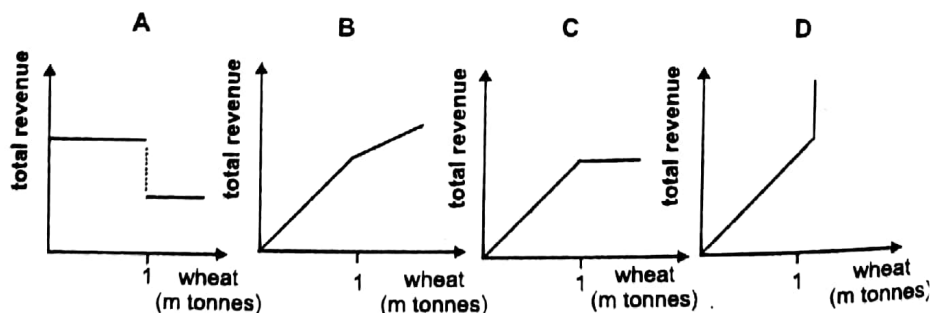 A
total revenue
1
wheat
(m tonnes)
B
total revenue
1
wheat
(m tonnes)
C
total revenue
1
wheat
(m tonnes)
D
total revenue
1
wheat
(m tonnes)